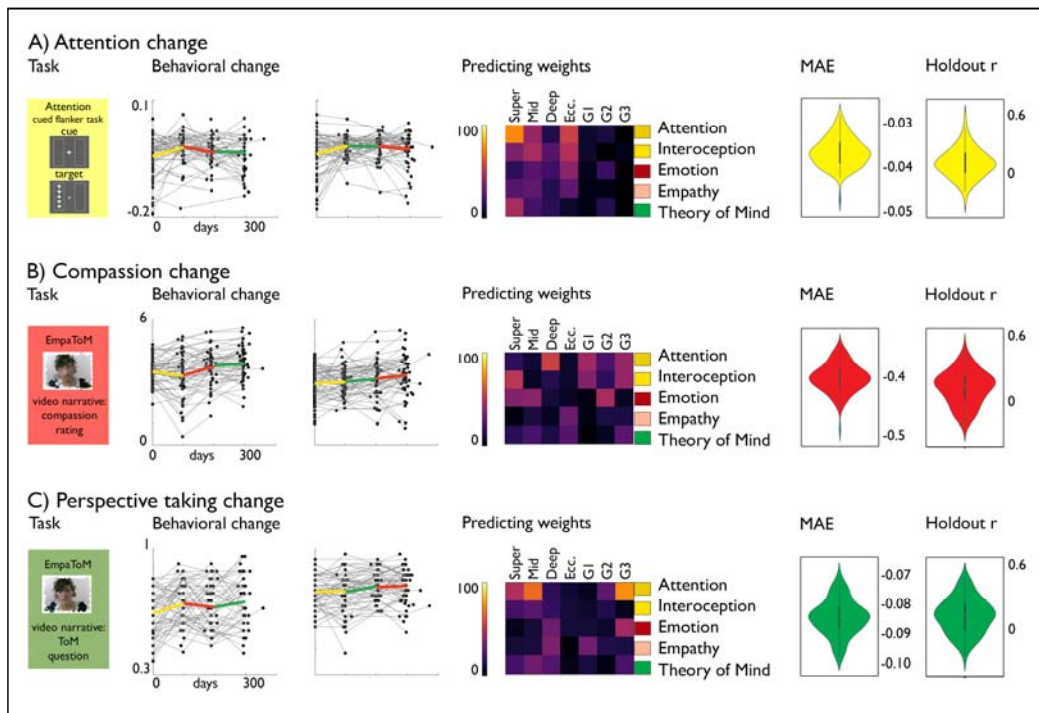 A) Attention change
Task
Behavioral change
Predicting weights
MAE
Holdout r
Attention
cued flanker task
cue
target
0.1
-0.2
0
days
300
Super
Mid
Deep
Ecc.
G1
G2
G3
100
0
Attention
Interoception
Emotion
Empathy
Theory of Mind
-0.03
-0.04
-0.05
0.6
0
B) Compassion change
Task
Behavioral change
Predicting weights
MAE
Holdout r
EmpaToM
video narrative:
compassion
rating
6
0
0
days
300
Super
Mid
Deep
Ecc.
G1
G2
G3
100
0
Attention
Interoception
Emotion
Empathy
Theory of Mind
-0.4
-0.5
0.6
0
C) Perspective taking change
Task
Behavioral change
Predicting weights
MAE
Holdout r
EmpaToM
video narrative:
ToM
question
1
0.3
0
days
300
Super
Mid
Deep
Ecc.
G1
G2
G3
100
0
Attention
Interoception
Emotion
Empathy
Theory of Mind
-0.07
-0.08
-0.09
-0.10
0.6
0